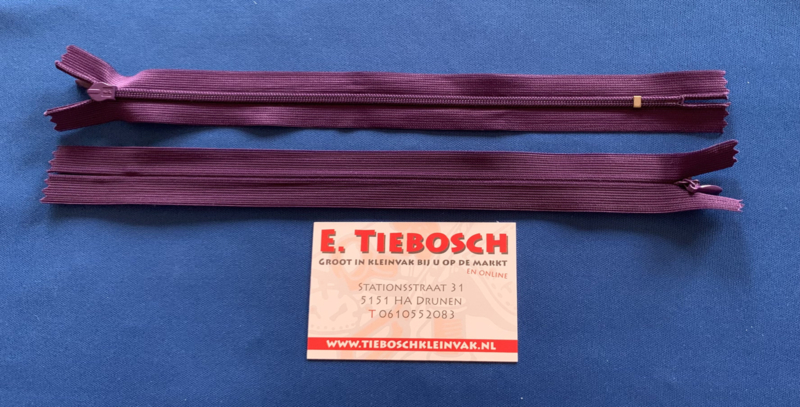 E. TIEBOSCH
GROOT IN KLEINVAK BIJ U OP DE MARKT
EN ONLINE
STATIONSSTRAAT 31
5151 HA DRUNEN
T 0610552083
WWW.TIEBOSCHKLEINVAK.NL